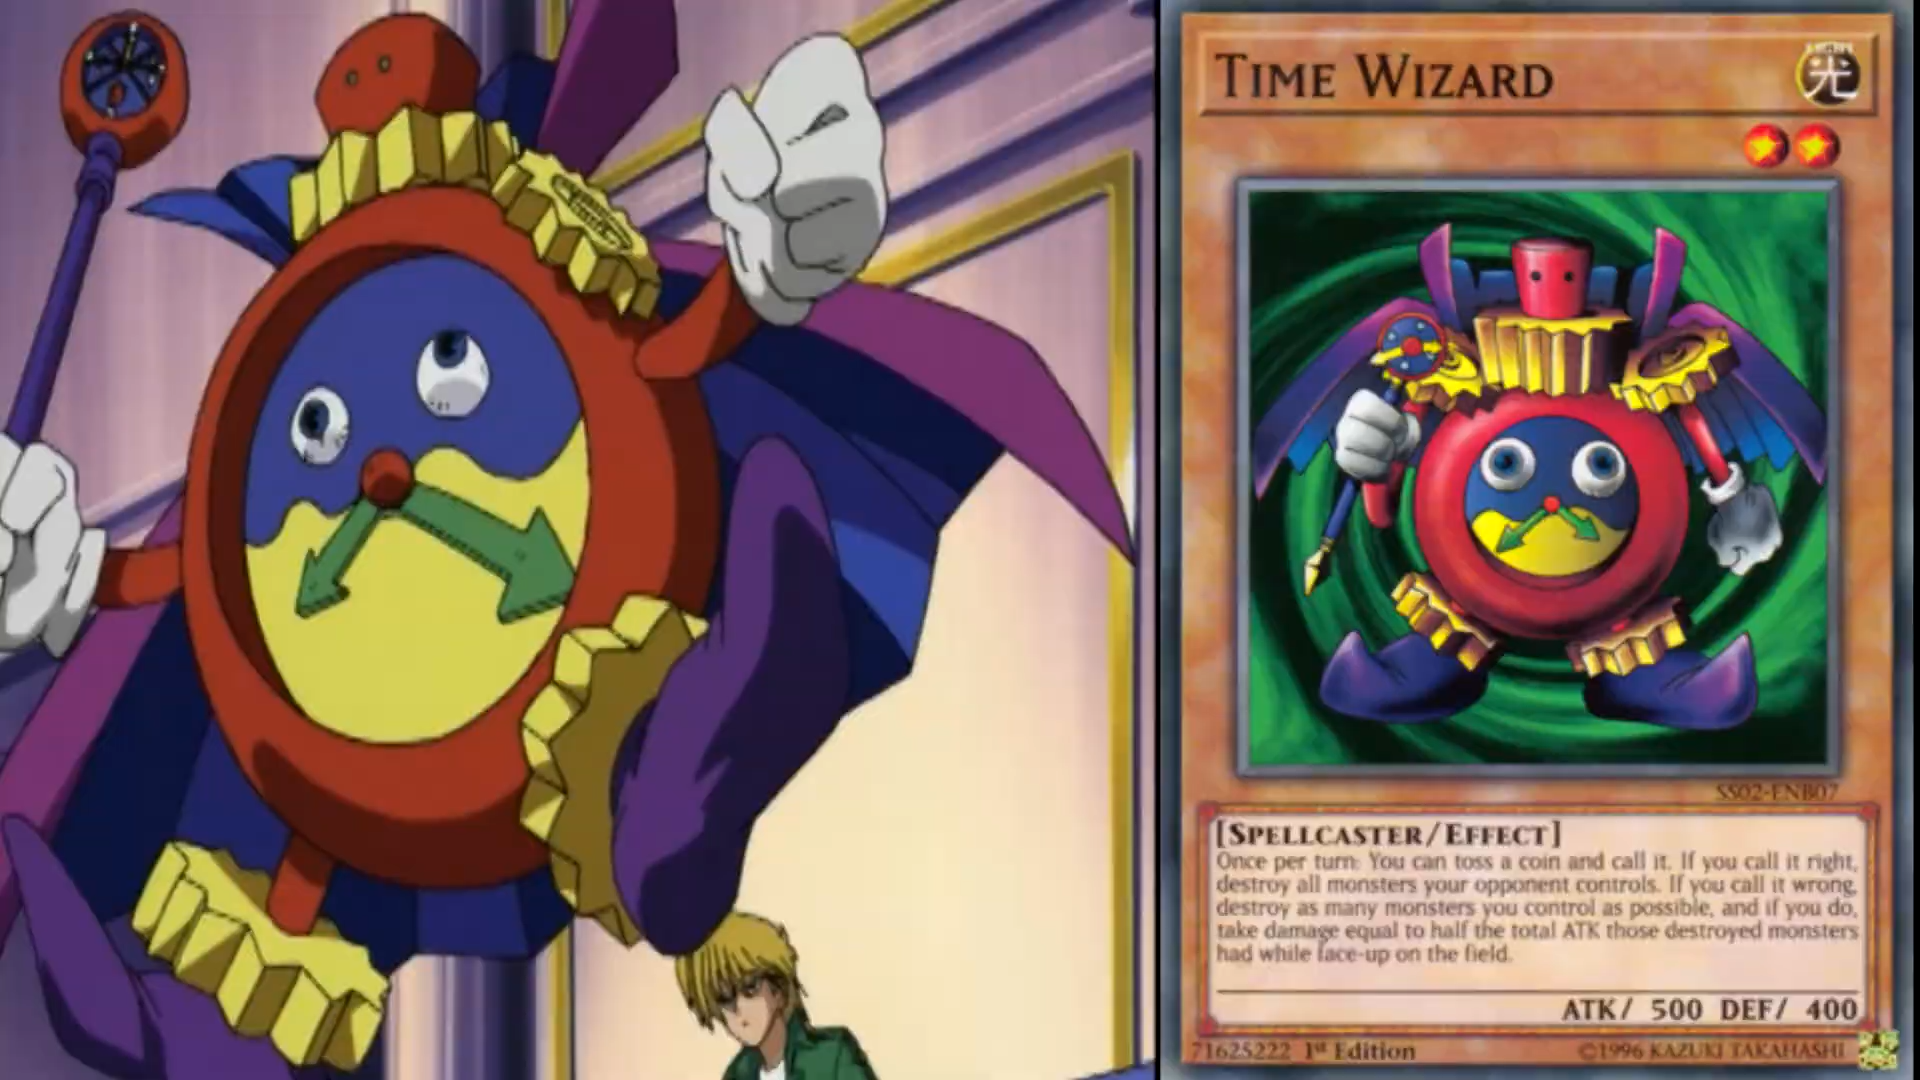 TIME WIZARD
LIGHT
光
SS02-ENB07
[SPELLCASTER/EFFECT]
Once per turn: You can toss a coin and call it. If you call it right,
destroy all monsters your opponent controls. If you call it wrong,
destroy as many monsters you control as possible, and if you do,
take damage equal to half the total ATK those destroyed monsters
had while face-up on the field.
ATK/ 500 DEF/ 400
71625222 1st Edition ©1996 KAZUKI TAKAHASHI